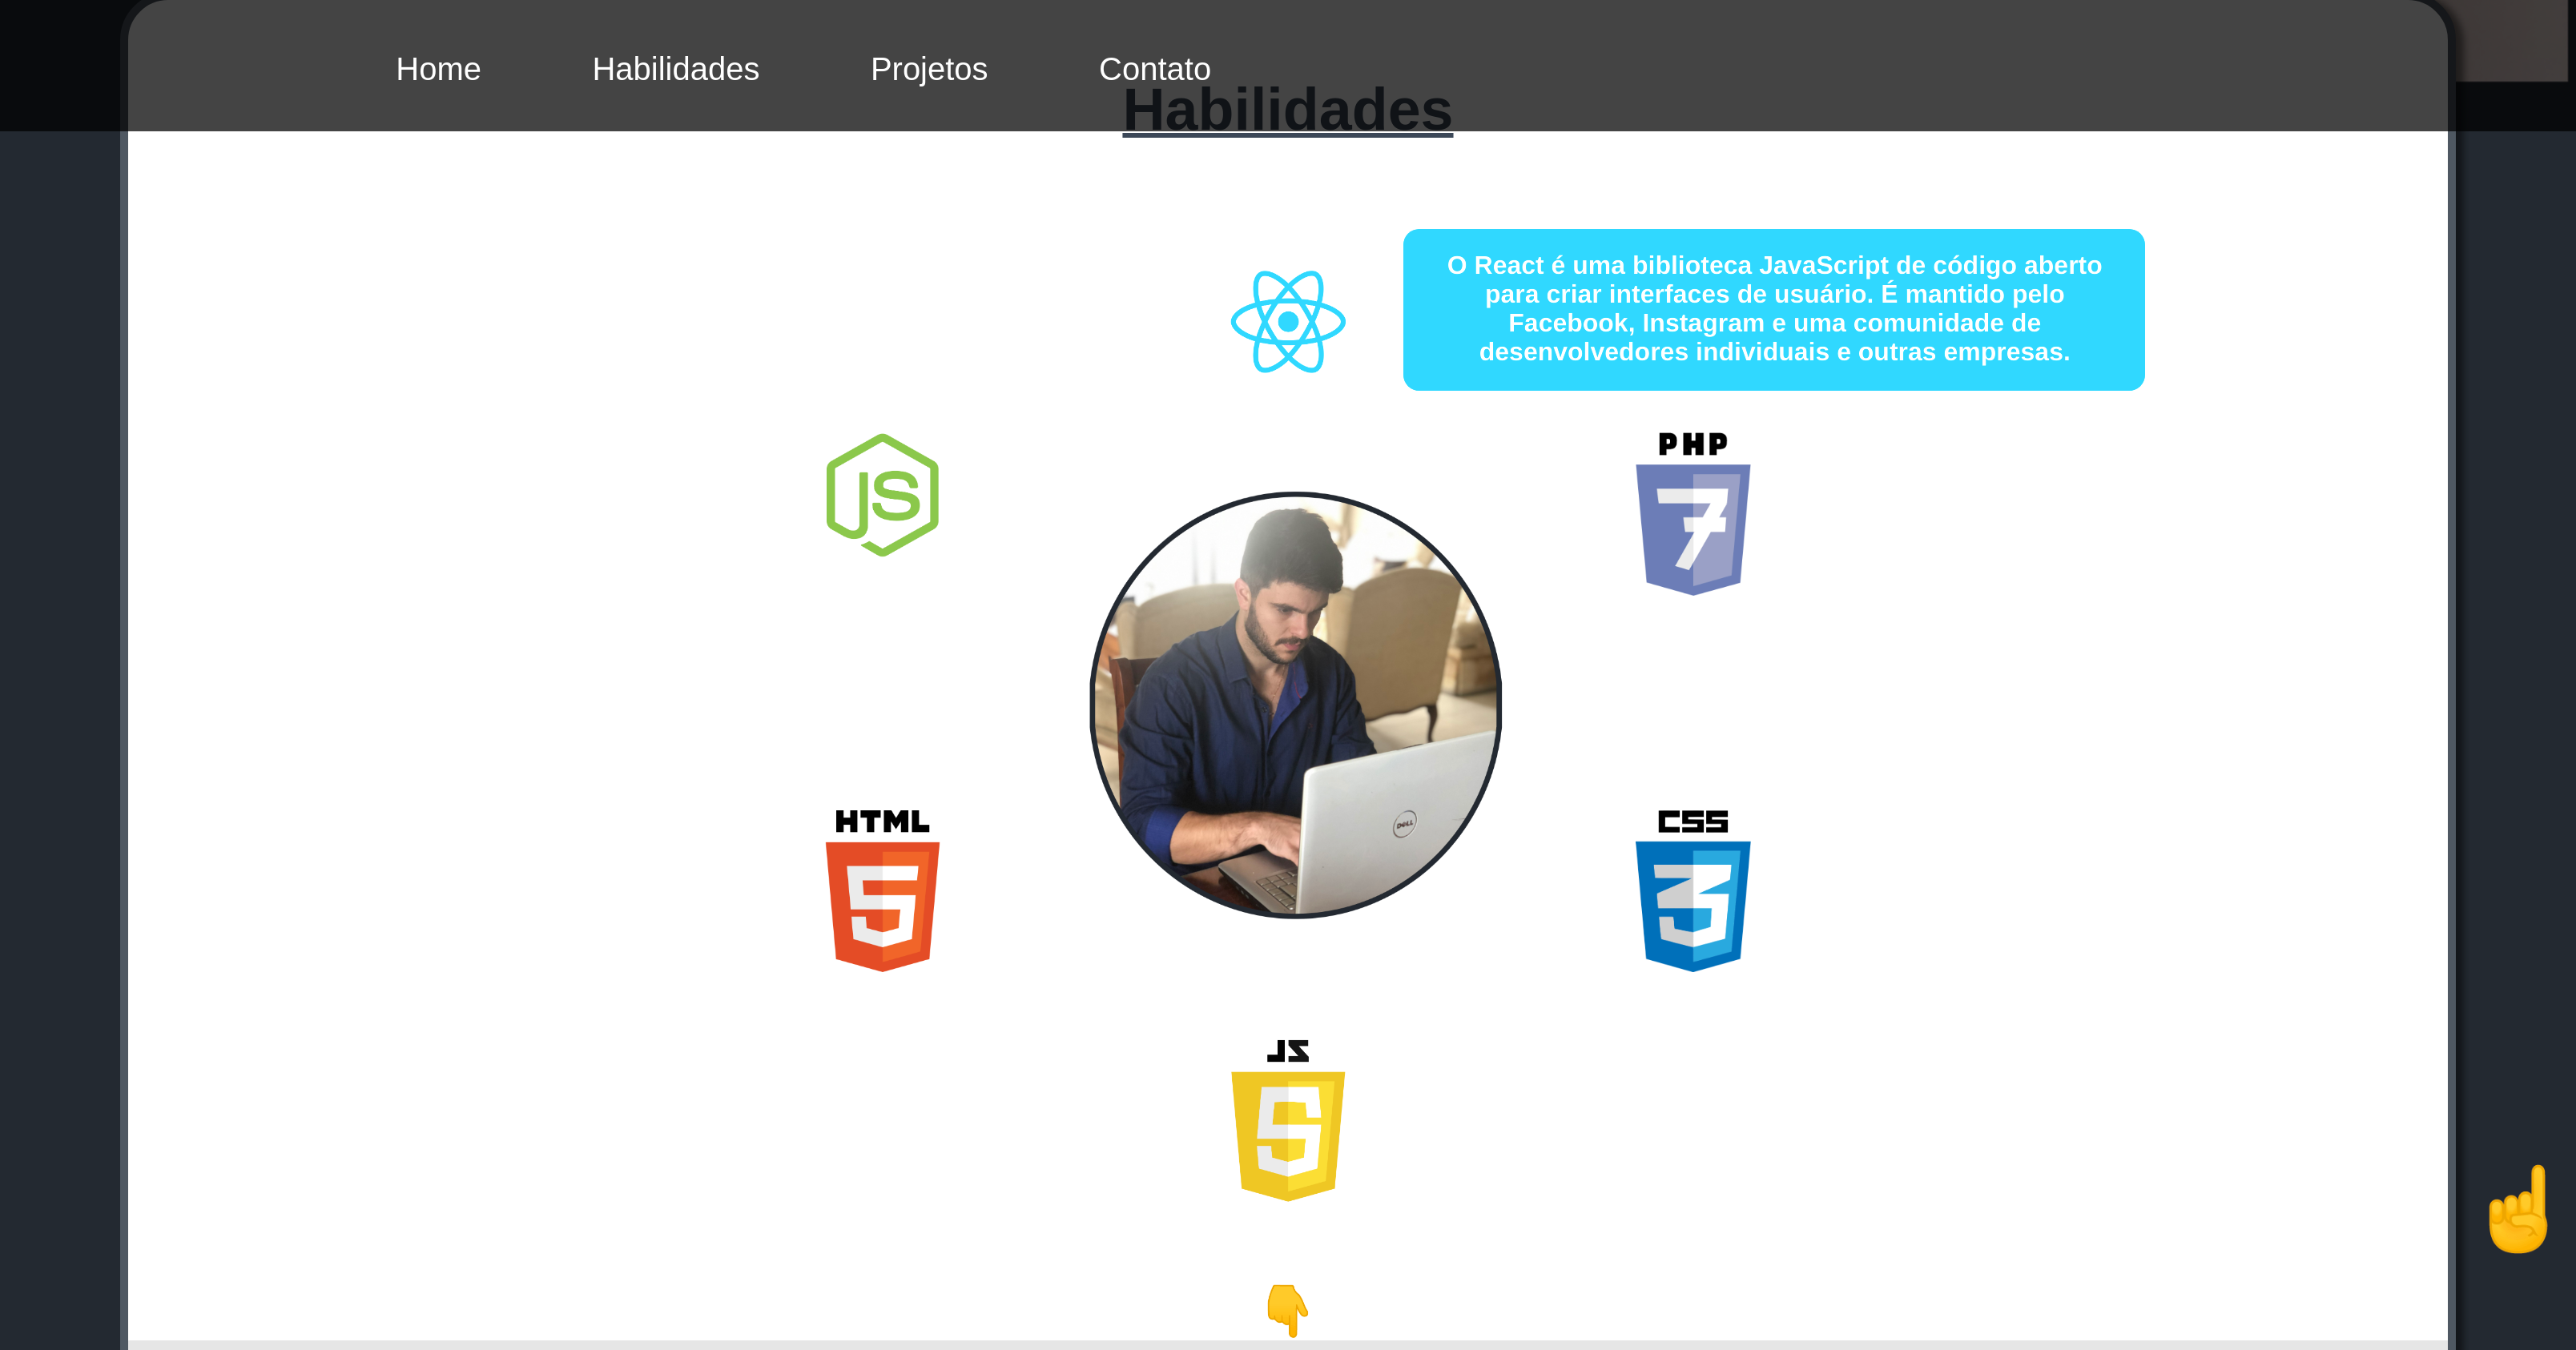 Home Habilidades Projetos Contato
Habilidades
O React é uma biblioteca JavaScript de código aberto
para criar interfaces de usuário. É mantido pelo
Facebook, Instagram e uma comunidade de
desenvolvedores individuais e outras empresas.
JS
PHP
7
DELL
HTML
5
CSS
3
JS
5